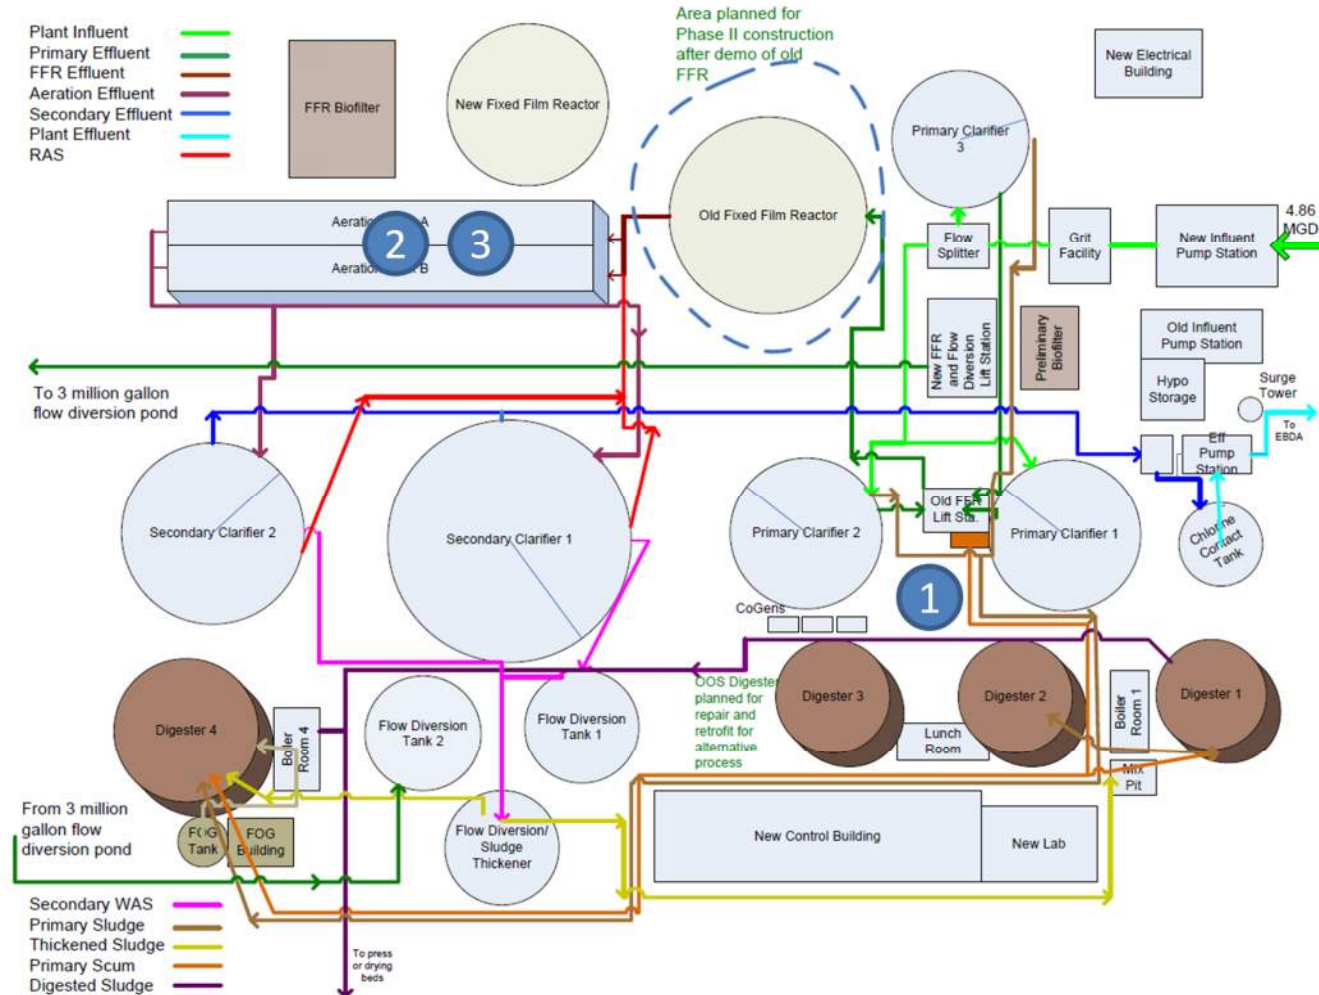 Plant Influent
Primary Effluent
FFR Effluent
Aeration Effluent
Secondary Effluent
Plant Effluent
RAS
FFR Biofilter
New Fixed Film Reactor
Area planned for
Phase II construction
after demo of old
FFR
New Electrical
Building
Primary Clarifier
3
Old Fixed Film Reactor
Aeration
A
Aeration
B
2
3
Flow
Splitter
Grit
Facility
New Influent
Pump Station
4.86
MGD
New FFR
and Flow
Diversion
Lift Station
Preliminary
Biofilter
Old Influent
Pump Station
Hypo
Storage
Surge
Tower
To
EBDA
Eff
Pump
Station
Chlorine
Contact
Tank
To 3 million gallon
flow diversion pond
Secondary Clarifier 2
Secondary Clarifier 1
Primary Clarifier 2
Old FFR
Lift Sta.
Primary Clarifier 1
1
CoGens
OOS Digester
planned for
repair and
retrofit for
alternative
process
Digester 3
Digester 2
Digester 1
Lunch
Room
Boiler
Room 1
Mix
Pit
Digester 4
Boiler
Room 4
Flow Diversion
Tank 2
Flow Diversion
Tank 1
From 3 million
gallon flow
diversion pond
FOG
Tank
FOG
Building
Flow Diversion/
Sludge
Thickener
New Control Building
New Lab
Secondary WAS
Primary Sludge
Thickened Sludge
Primary Scum
Digested Sludge
To press
or drying
beds